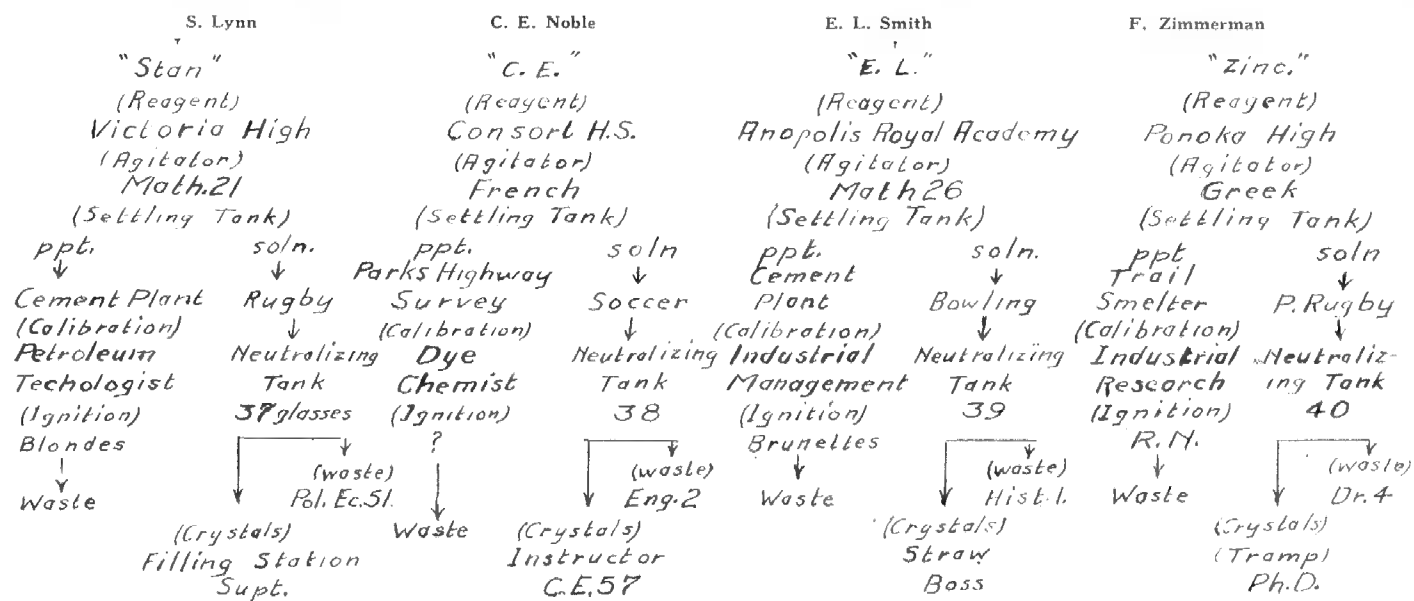 S. Lynn
"Stan"
(Reagent)
Victoria High
(Agitator)
Math.21
(Settling Tank)
ppt.
soln.
Cement Plant
(Calibration)
Petroleum
Techologist
(Ignition)
Blondes
Waste
Rugby
Neutralizing
Tank
37 glasses
(waste)
Pol. Ec. 51.
(Crystals)
Filling Station
Supt.
C. E. Noble
"C. E."
(Reagent)
Consort H.S.
(Agitator)
French
(Settling Tank)
ppt.
soln
Parks Highway
Survey
(Calibration)
Dye
Chemist
(Ignition)
?
Waste
Soccer
Neutralizing
Tank
38
(waste)
Eng.2
(Crystals)
Instructor
C.E.57
E. L. Smith
"E. L."
(Reagent)
Anopolis Royal Academy
(Agitator)
Math 26
(Settling Tank)
ppt.
soln.
Cement
Plant
(Calibration)
Industrial
Management
(Ignition)
Brunettes
Waste
Bowling
Neutralizing
Tank
39
(waste)
Hist.1.
(Crystals)
Straw
Boss
F. Zimmerman
"Zinc."
(Reagent)
Ponoka High
(Agitator)
Greek
(Settling Tank)
ppt
soln
Trail
Smelter
(Calibration)
Industrial
Research
(Ignition)
R.N.
Waste
P. Rugby
Neutraliz-
ing Tank
40
(waste)
Dr.4
(Crystals)
(Tramp)
Ph.D.